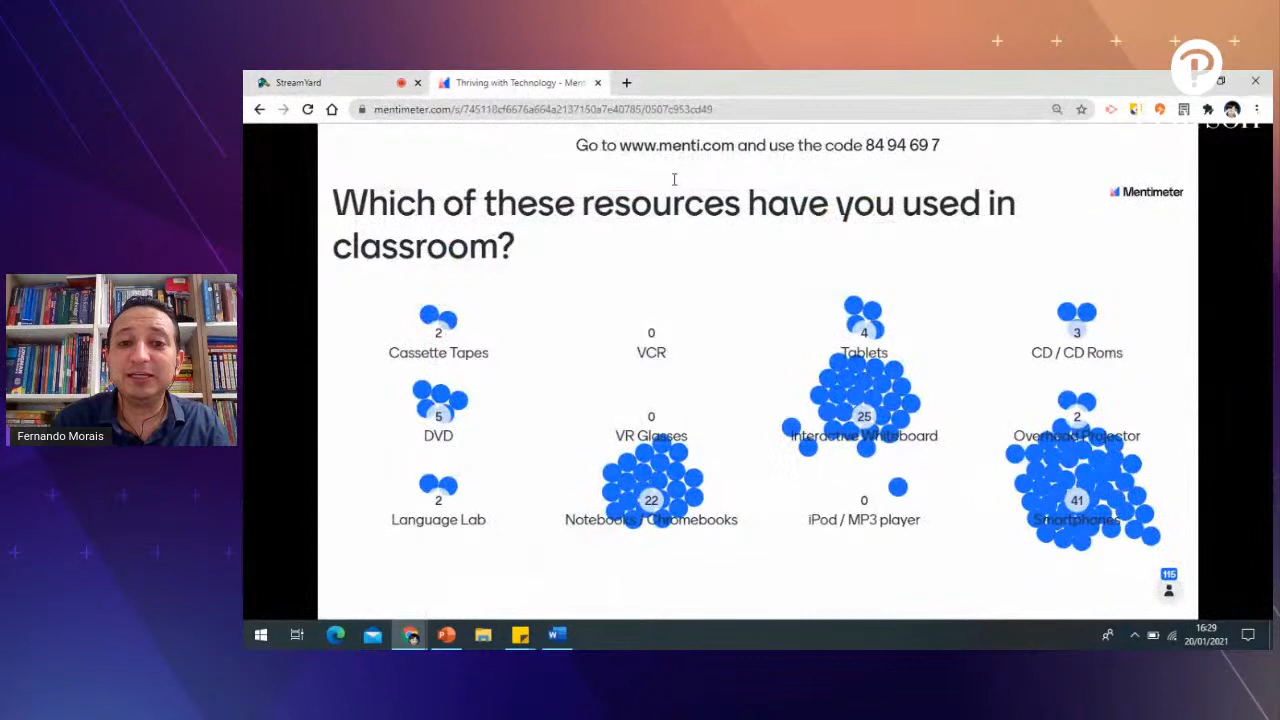 StreamYard
Thriving with Technology - Ment
mentimeter.com/s/745118cf6676a664a2137150a7e40785/0507c953cd49
Go to www.menti.com and use the code 84 94 69 7
Mentimeter
Which of these resources have you used in
classroom?
2
Cassette Tapes
0
VCR
4
Tablets
3
CD / CD Roms
5
DVD
0
VR Glasses
25
Interactive Whiteboard
2
Overhead Projector
2
Language Lab
22
Notebooks / Chromebooks
0
iPod / MP3 player
41
Smartphones
115
Fernando Morais
16:29
20/01/2021